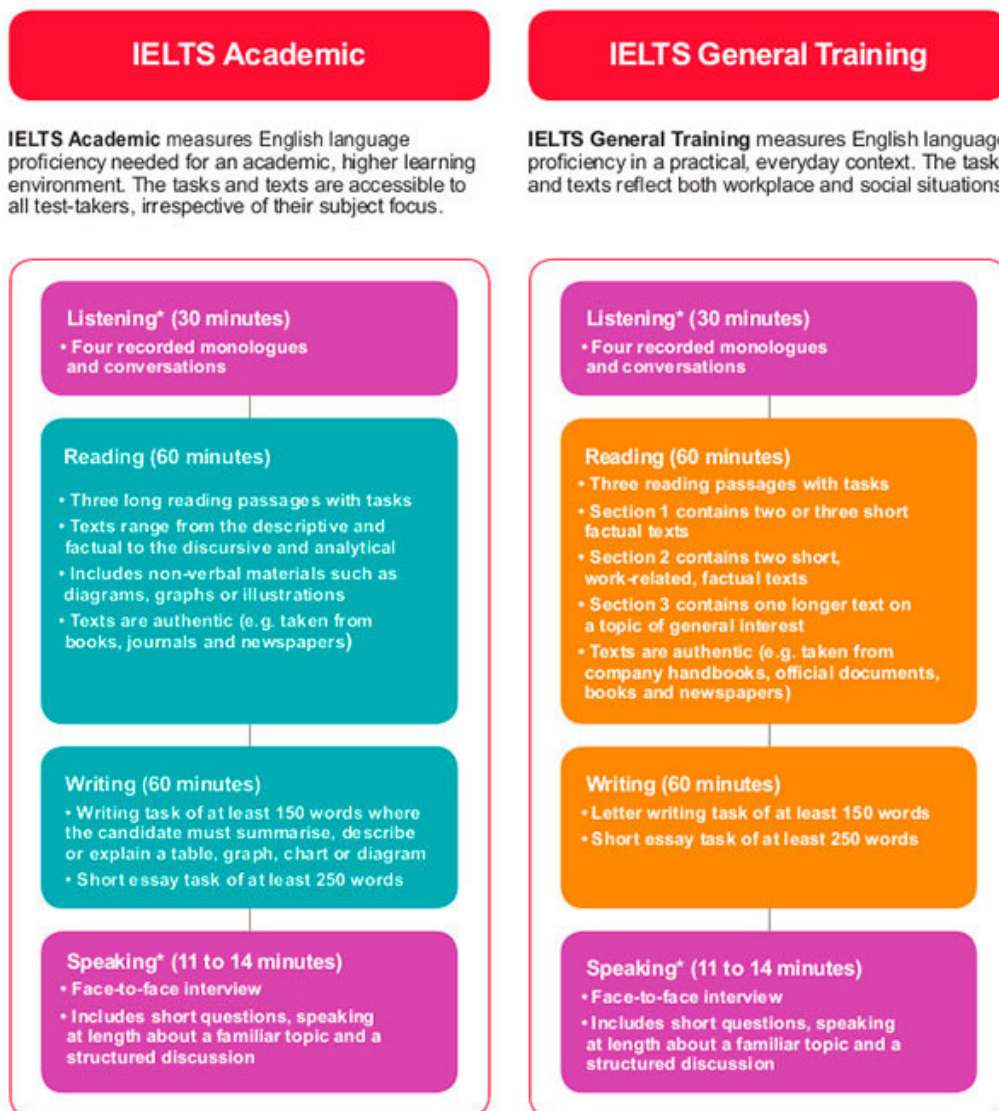 IELTS Academic
IELTS Academic measures English language
proficiency needed for an academic, higher learning
environment. The tasks and texts are accessible to
all test-takers, irrespective of their subject focus.
Listening* (30 minutes)
• Four recorded monologues
and conversations
Reading (60 minutes)
• Three long reading passages with tasks
• Texts range from the descriptive and
factual to the discursive and analytical
• Includes non-verbal materials such as
diagrams, graphs or illustrations
• Texts are authentic (e.g. taken from
books, journals and newspapers)
Writing (60 minutes)
• Writing task of at least 150 words where
the candidate must summarise, describe
or explain a table, graph, chart or diagram
• Short essay task of at least 250 words
Speaking* (11 to 14 minutes)
• Face-to-face interview
• Includes short questions, speaking
at length about a familiar topic and a
structured discussion
IELTS General Training
IELTS General Training measures English language
proficiency in a practical, everyday context. The task
and texts reflect both workplace and social situations
Listening* (30 minutes)
• Four recorded monologues
and conversations
Reading (60 minutes)
• Three reading passages with tasks
• Section 1 contains two or three short
factual texts
• Section 2 contains two short,
work-related, factual texts
• Section 3 contains one longer text on
a topic of general interest
• Texts are authentic (e.g. taken from
company handbooks, official documents,
books and newspapers)
Writing (60 minutes)
• Letter writing task of at least 150 words
• Short essay task of at least 250 words
Speaking* (11 to 14 minutes)
• Face-to-face interview
• Includes short questions, speaking
at length about a familiar topic and a
structured discussion